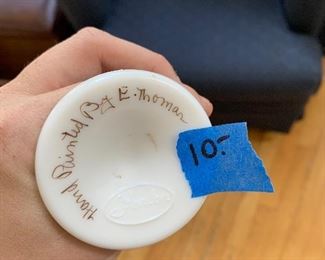 Hand Painted By E. Thomas
10.-